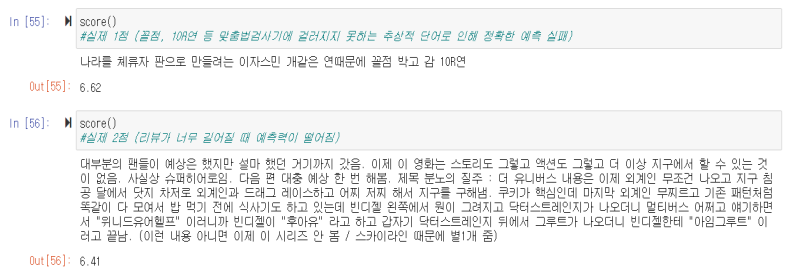 In [55]: score()
#실제 1점 (꼴점, 10R연 등 맞춤법검사기에 걸러지지 못하는 추상적 단어로 인해 정확한 예측 실패)
나라를 체류자 판으로 만들려는 이자스민 개같은 연때문에 꼴점 박고 감 10R연
Out[55]: 6.62
In [56]: score()
#실제 2점 (리뷰가 너무 길어질 때 예측력이 떨어짐)
대부분의 팬들이 예상은 했지만 설마 했던 거기까지 갔음. 이제 이 영화는 스토리도 그렇고 액션도 그렇고 더 이상 지구에서 할 수 있는 것
이 없음. 사실상 슈퍼히어로임. 다음 편 대충 예상 한 번 해봄. 제목 분노의 질주 : 더 유니버스 내용은 이제 외계인 무조건 나오고 지구 침
공 달에서 닷지 차저로 외계인과 드래그 레이스하고 어찌 저찌 해서 지구를 구해냄. 쿠키가 핵심인데 마지막 외계인 무찌르고 기존 패턴처럼
똑같이 다 모여서 밥 먹기 전에 식사기도 하고 있는데 빈디젤 왼쪽에서 원이 그려지고 닥터스트레인지가 나오더니 멀티버스 어쩌고 얘기하면
서 "위니드유어헬프" 이러니까 빈디젤이 "후아유" 라고 하고 갑자기 닥터스트레인지 뒤에서 그루트가 나오더니 빈디젤한테 "아임그루트" 이
러고 끝남. (이런 내용 아니면 이제 이 시리즈 안 봄 / 스카이라인 때문에 별1개 줌)
Out[56]: 6.41